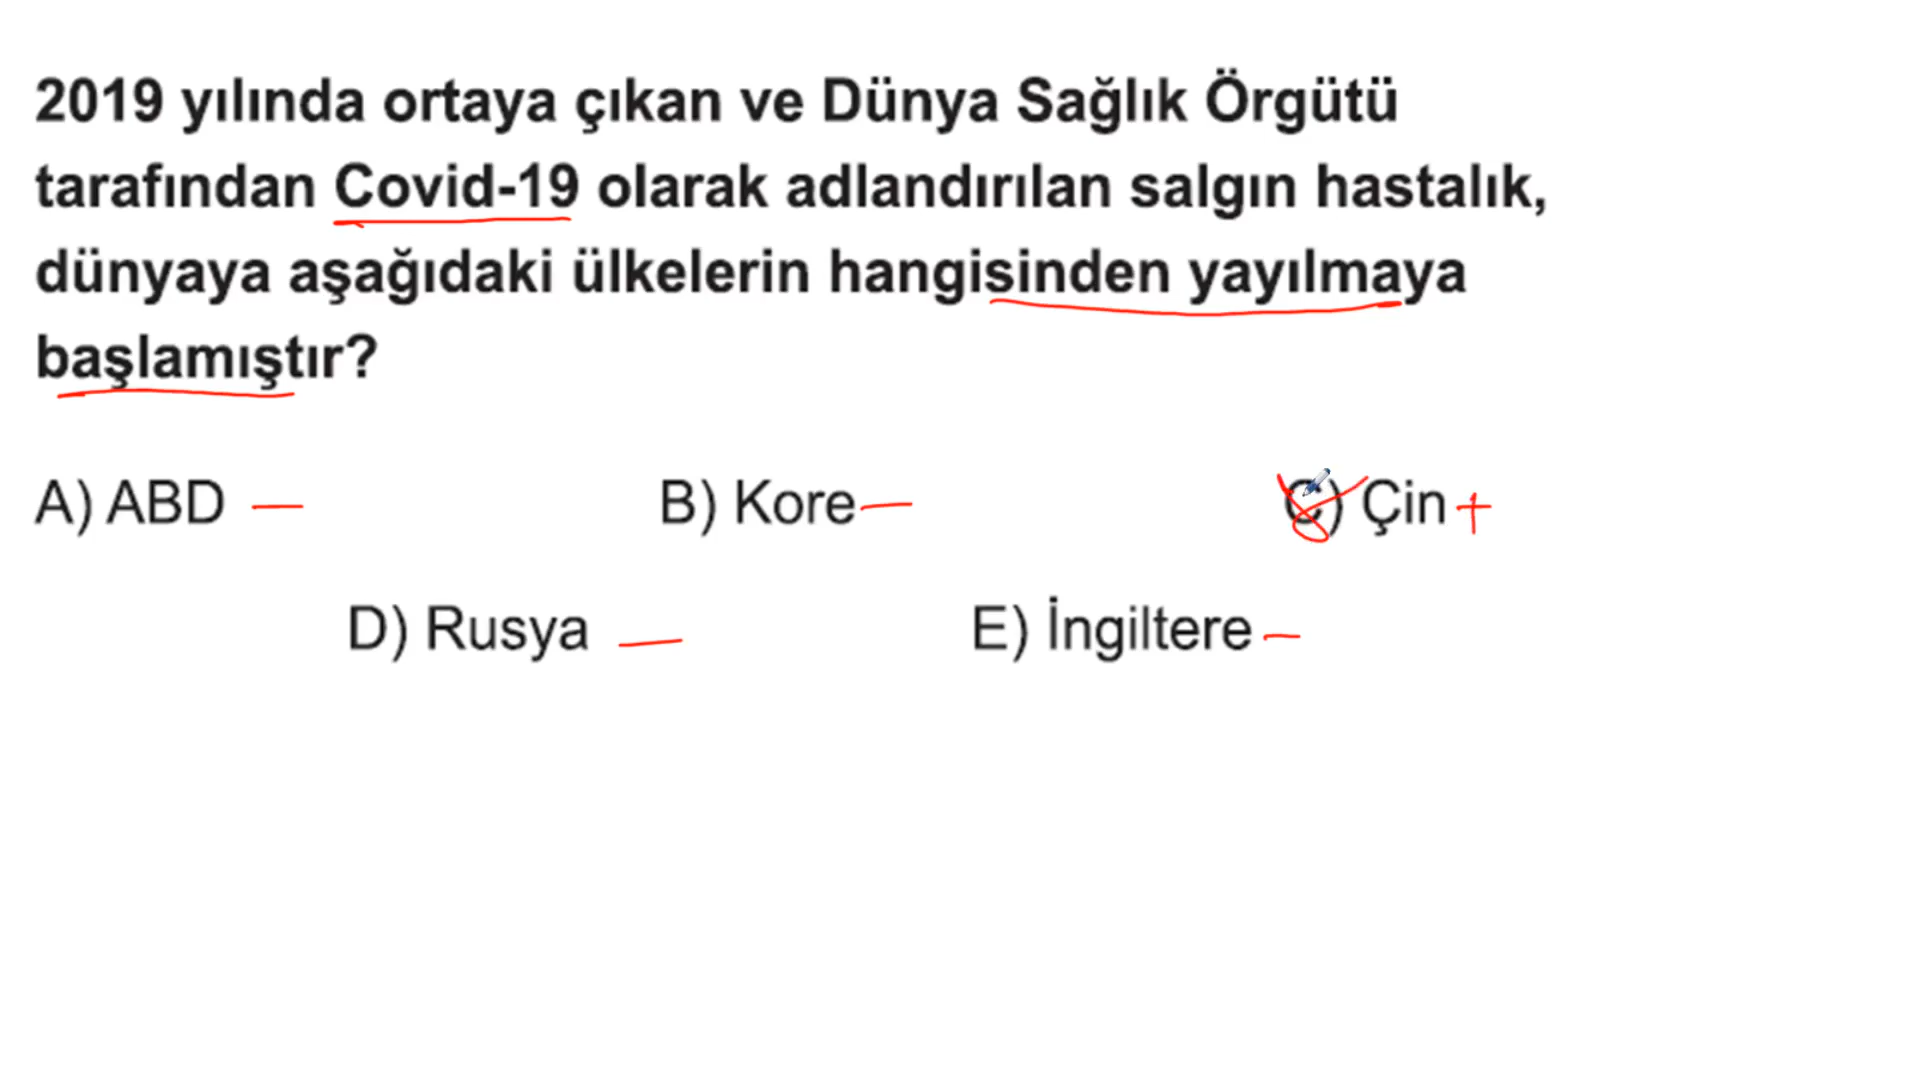 2019 yılında ortaya çıkan ve Dünya Sağlık Örgütü
tarafından Covid-19 olarak adlandırılan salgın hastalık,
dünyaya aşağıdaki ülkelerin hangisinden yayılmaya
başlamıştır?
A) ABD —
B) Kore —
C) Çin +
D) Rusya —
E) İngiltere —